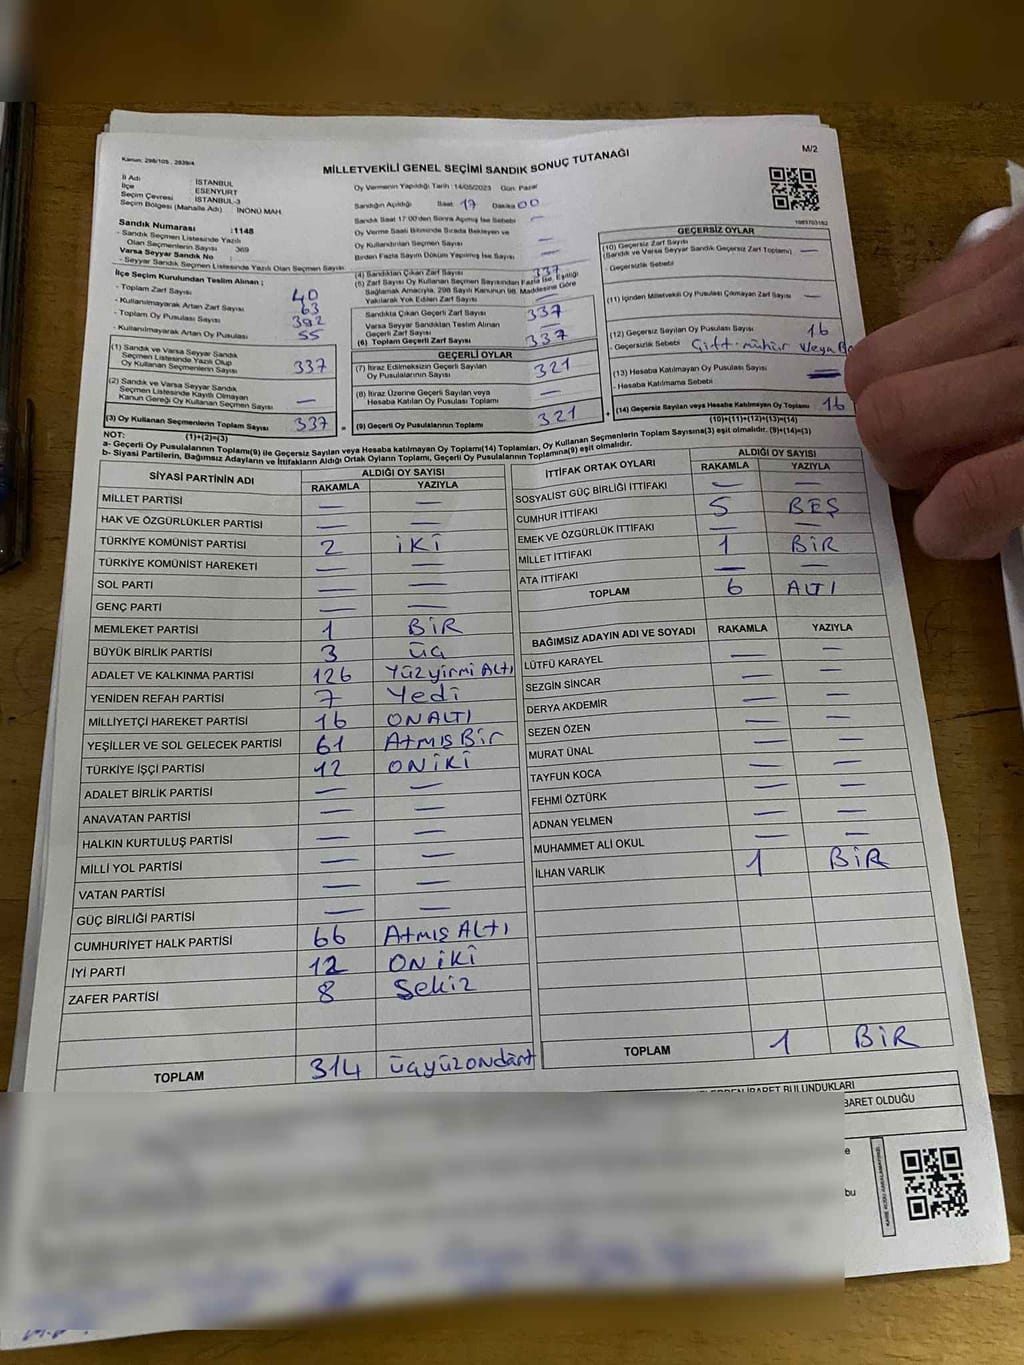 Kanun: 298/105 , 2839/4
MİLLETVEKİLİ GENEL SEÇİMİ SANDIK SONUÇ TUTANAĞI
M/2
İl Adı : İSTANBUL
İlçe : ESENYURT
Seçim Çevresi : İSTANBUL-3
Seçim Bölgesi (Mahalle Adı) : İNÖNÜ MAH.
Sandık Numarası : 1148
- Sandık Seçmen Listesinde Yazılı
Olan Seçmenlerin Sayısı : 369
Varsa Seyyar Sandık No :
- Seyyar Sandık Seçmen Listesinde Yazılı Olan Seçmen Sayısı:
İlçe Seçim Kurulundan Teslim Alınan ;
- Toplam Zarf Sayısı 40
- Kullanılmayarak Artan Zarf Sayısı 63
- Toplam Oy Pusulası Sayısı 392
- Kullanılmayarak Artan Oy Pusulası 55
(1) Sandık ve Varsa Seyyar Sandık
Seçmen Listesinde Yazılı Olup
Oy Kullanan Seçmenlerin Sayısı 337
(2) Sandık ve Varsa Seyyar Sandık
Seçmen Listesinde Kayıtlı Olmayan
Kanun Gereği Oy Kullanan Seçmen Sayısı —
(3) Oy Kullanan Seçmenlerin Toplam Sayısı 337
(1)+(2)=(3)
Oy Vermenin Yapıldığı Tarih : 14/05/2023 Gün: Pazar
Sandığın Açıldığı Saat: 17 Dakika 00
Sandık Saat 17:00'den Sonra Açılmış İse Sebebi —
Oy Verme Saati Bitiminde Sırada Bekleyen ve
Oy Kullandırılan Seçmen Sayısı —
Birden Fazla Sayım Döküm Yapılmış İse Sayısı —
(4) Sandıktan Çıkan Zarf Sayısı 337
(5) Zarf Sayısı Oy Kullanan Seçmen Sayısından Fazla İse, Eşitliği
Sağlamak Amacıyla, 298 Sayılı Kanunun 98. Maddesine Göre
Yakılarak Yok Edilen Zarf Sayısı —
Sandıkta Çıkan Geçerli Zarf Sayısı 337
Varsa Seyyar Sandıktan Teslim Alınan
Geçerli Zarf Sayısı —
(6) Toplam Geçerli Zarf Sayısı 337
GEÇERLİ OYLAR
(7) İtiraz Edilmeksizin Geçerli Sayılan
Oy Pusulalarının Sayısı 321
(8) İtiraz Üzerine Geçerli Sayılan veya
Hesaba Katılan Oy Pusulası Toplamı —
= (9) Geçerli Oy Pusulalarının Toplamı 321
1083703162
GEÇERSİZ OYLAR
(10) Geçersiz Zarf Sayısı
(Sandık ve Varsa Seyyar Sandık Geçersiz Zarf Toplamı) —
- Geçersizlik Sebebi
(11) İçinden Milletvekili Oy Pusulası Çıkmayan Zarf Sayısı —
(12) Geçersiz Sayılan Oy Pusulası Sayısı 16
- Geçersizlik Sebebi Çift mühür veya
(13) Hesaba Katılmayan Oy Pusulası Sayısı —
- Hesaba Katılmama Sebebi
+ (14) Geçersiz Sayılan veya Hesaba Katılmayan Oy Toplamı 16
(10)+(11)+(12)+(13)=(14)
NOT:
a- Geçerli Oy Pusulalarının Toplamı(9) ile Geçersiz Sayılan veya Hesaba katılmayan Oy Toplamı(14) Toplamları, Oy Kullanan Seçmenlerin Toplam Sayısına(3) eşit olmalıdır. (9)+(14)=(3)
b- Siyasi Partilerin, Bağımsız Adayların ve İttifakların Aldığı Ortak Oyların Toplamı, Geçerli Oy Pusulalarının Toplamına(9) eşit olmalıdır.
SİYASİ PARTİNİN ADI ALDIĞI OY SAYISI
RAKAMLA YAZIYLA
MİLLET PARTİSİ — —
HAK VE ÖZGÜRLÜKLER PARTİSİ — —
TÜRKİYE KOMÜNİST PARTİSİ 2 iKi
TÜRKİYE KOMÜNİST HAREKETİ — —
SOL PARTİ — —
GENÇ PARTİ — —
MEMLEKET PARTİSİ 1 BİR
BÜYÜK BİRLİK PARTİSİ 3 üç
ADALET VE KALKINMA PARTİSİ 126 Yüz yirmi Altı
YENİDEN REFAH PARTİSİ 7 Yedi
MİLLİYETÇİ HAREKET PARTİSİ 16 ON ALTI
YEŞİLLER VE SOL GELECEK PARTİSİ 61 Atmış Bir
TÜRKİYE İŞÇİ PARTİSİ 12 ON iKi
ADALET BİRLİK PARTİSİ — —
ANAVATAN PARTİSİ — —
HALKIN KURTULUŞ PARTİSİ — —
MİLLİ YOL PARTİSİ — —
VATAN PARTİSİ — —
GÜÇ BİRLİĞİ PARTİSİ — —
CUMHURİYET HALK PARTİSİ 66 Atmış Altı
İYİ PARTİ 12 ON iKi
ZAFER PARTİSİ 8 Sekiz
TOPLAM 314 üçyüzondört
İTTİFAK ORTAK OYLARI ALDIĞI OY SAYISI
RAKAMLA YAZIYLA
SOSYALİST GÜÇ BİRLİĞİ İTTİFAKI — —
CUMHUR İTTİFAKI 5 BEŞ
EMEK VE ÖZGÜRLÜK İTTİFAKI — —
MİLLET İTTİFAKI 1 BİR
ATA İTTİFAKI — —
TOPLAM 6 ALTI
BAĞIMSIZ ADAYIN ADI VE SOYADI RAKAMLA YAZIYLA
LÜTFÜ KARAYEL — —
SEZGİN SİNCAR — —
DERYA AKDEMİR — —
SEZEN ÖZEN — —
MURAT ÜNAL — —
TAYFUN KOCA — —
FEHMİ ÖZTÜRK — —
ADNAN YELMEN — —
MUHAMMET ALİ OKUL — —
İLHAN VARLIK 1 BİR
TOPLAM 1 BİR
İBARET BULUNDUKLARI
BARET OLDUĞU
e
bu